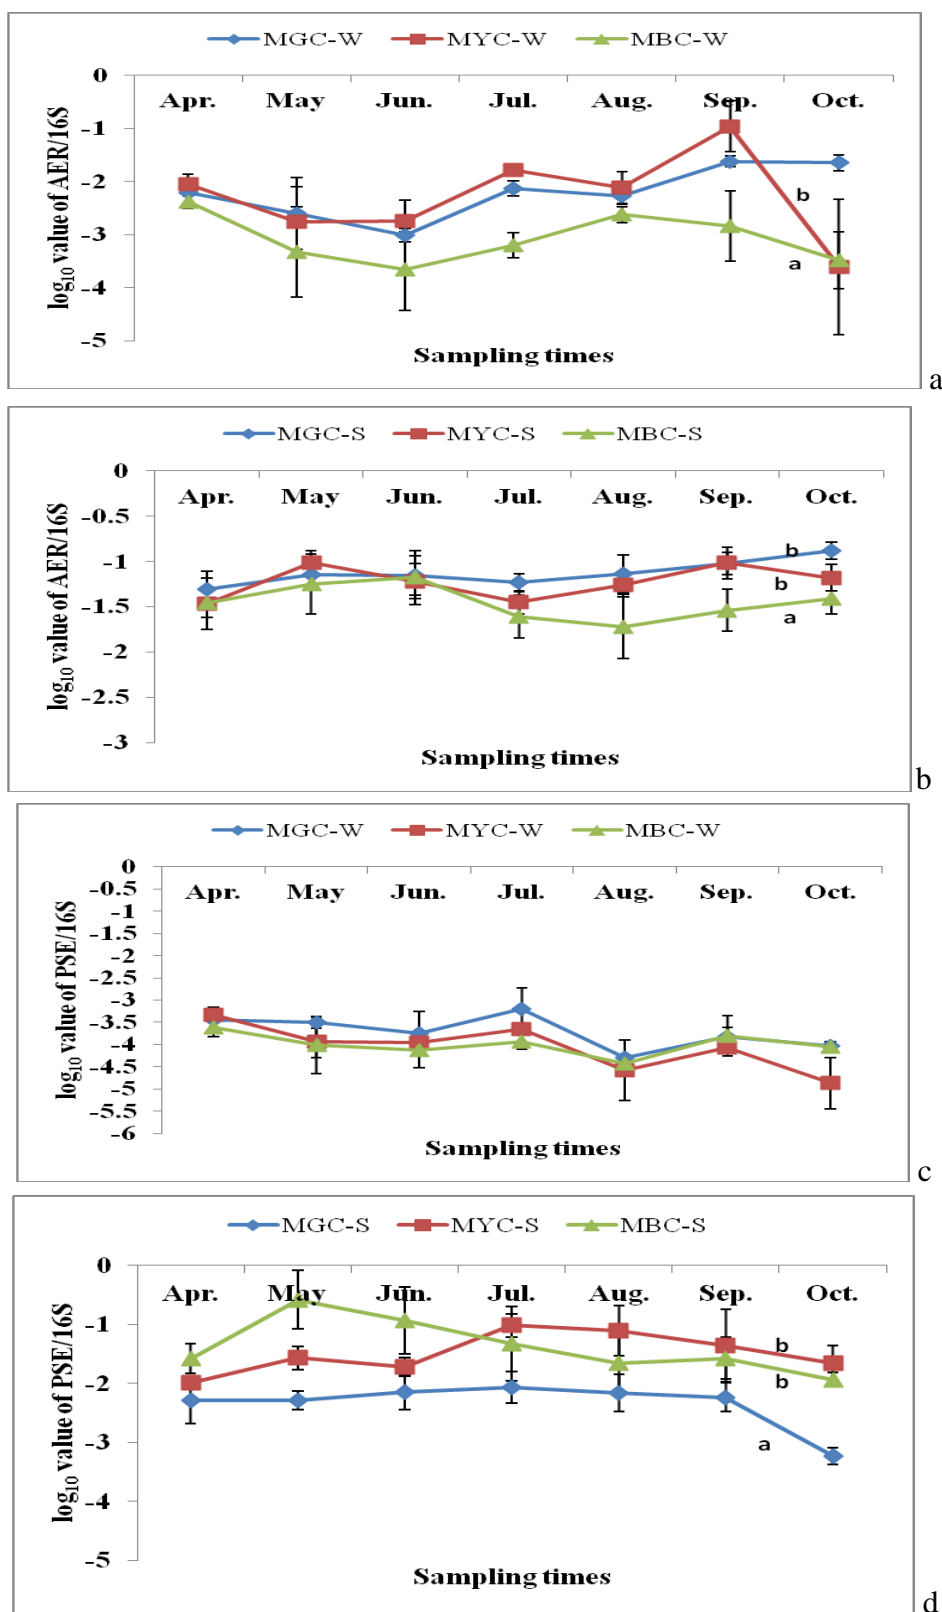 MGC-W MYC-W MBC-W
0
Apr. May Jun. Jul. Aug. Sep. Oct.
-1
-2
-3
-4
-5
log10 value of AER/16S
b
a
Sampling times
a
MGC-S MYC-S MBC-S
0
Apr. May Jun. Jul. Aug. Sep. Oct.
-0.5
-1
-1.5
-2
-2.5
-3
log10 value of AER/16S
b
b
a
Sampling times
b
MGC-W MYC-W MBC-W
0
Apr. May Jun. Jul. Aug. Sep. Oct.
-0.5
-1
-1.5
-2
-2.5
-3
-3.5
-4
-4.5
-5
-5.5
-6
log10 value of PSE/16S
Sampling times
c
MGC-S MYC-S MBC-S
0
Apr. May Jun. Jul. Aug. Sep. Oct.
-1
-2
-3
-4
-5
log10 value of PSE/16S
b
b
a
Sampling times
d